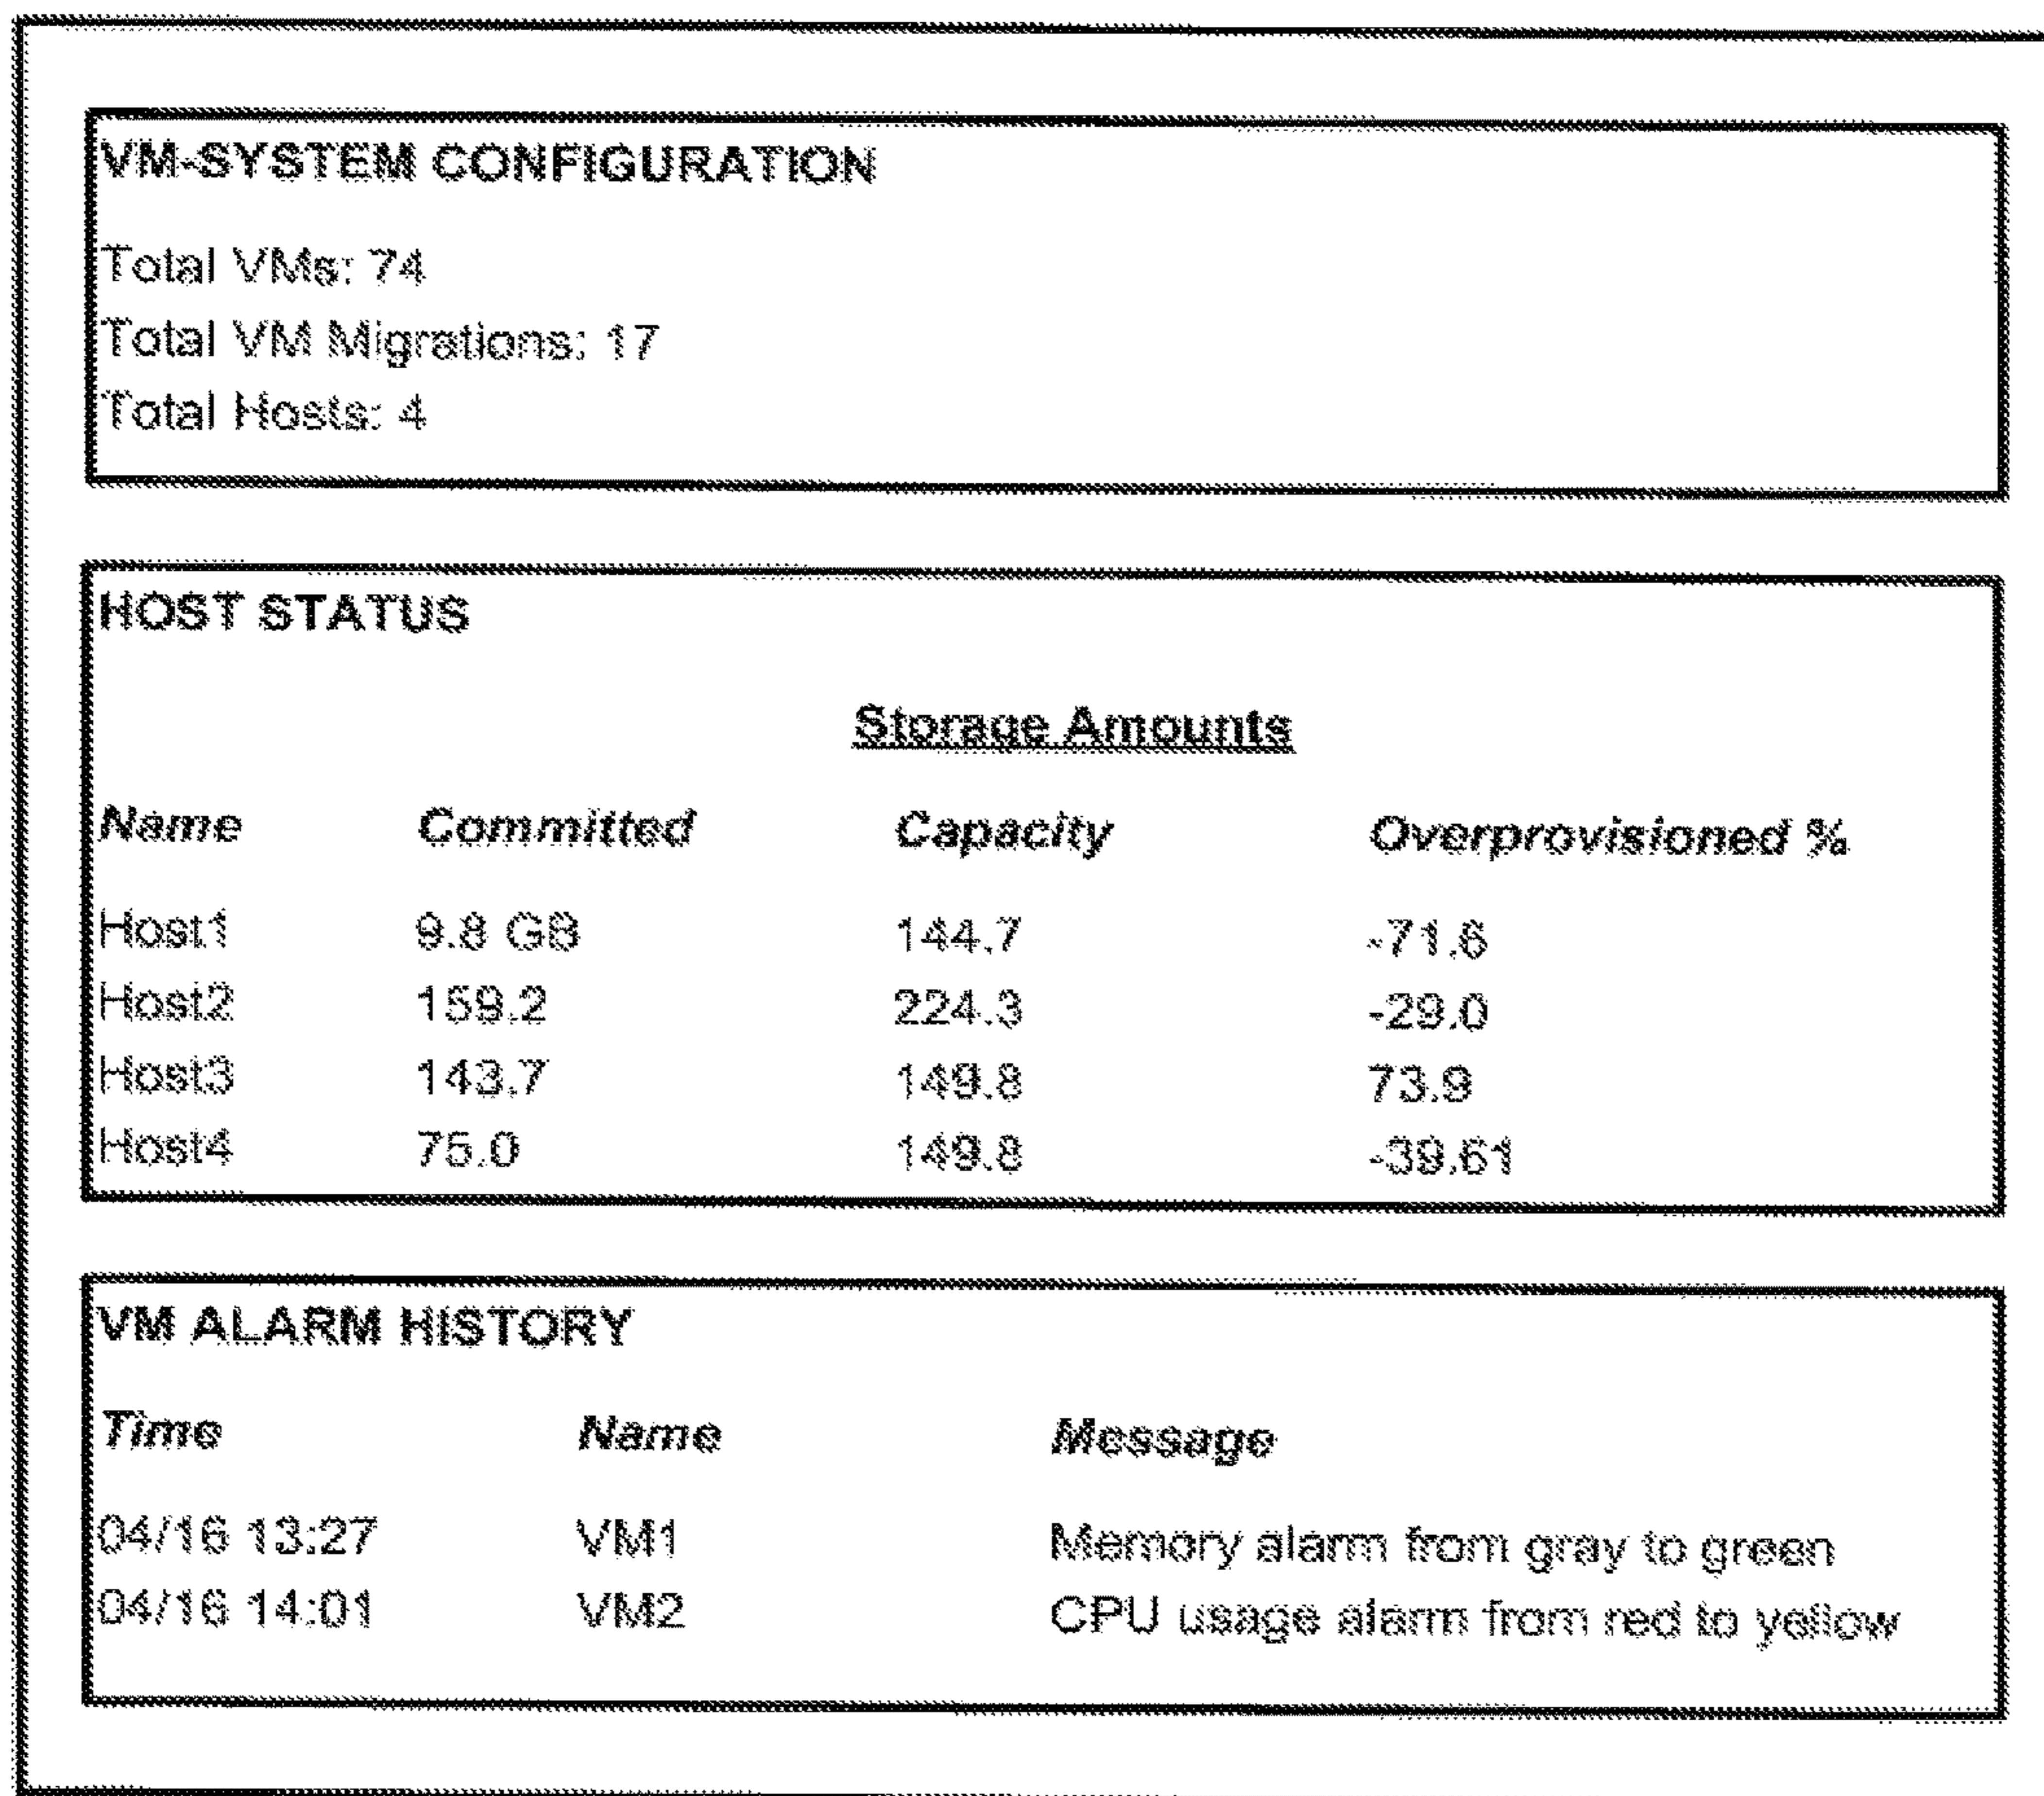 VM-SYSTEM CONFIGURATION
Total VMs: 74
Total VM Migrations: 17
Total Hosts: 4
HOST STATUS
Storage Amounts
Name Committed Capacity Overprovisioned %
Host1 9.8 GB 144.7 -71.6
Host2 159.2 224.3 -29.0
Host3 143.7 149.8 73.9
Host4 75.0 149.8 -39.61
VM ALARM HISTORY
Time Name Message
04/16 13:27 VM1 Memory alarm from gray to green
04/16 14:01 VM2 CPU usage alarm from red to yellow